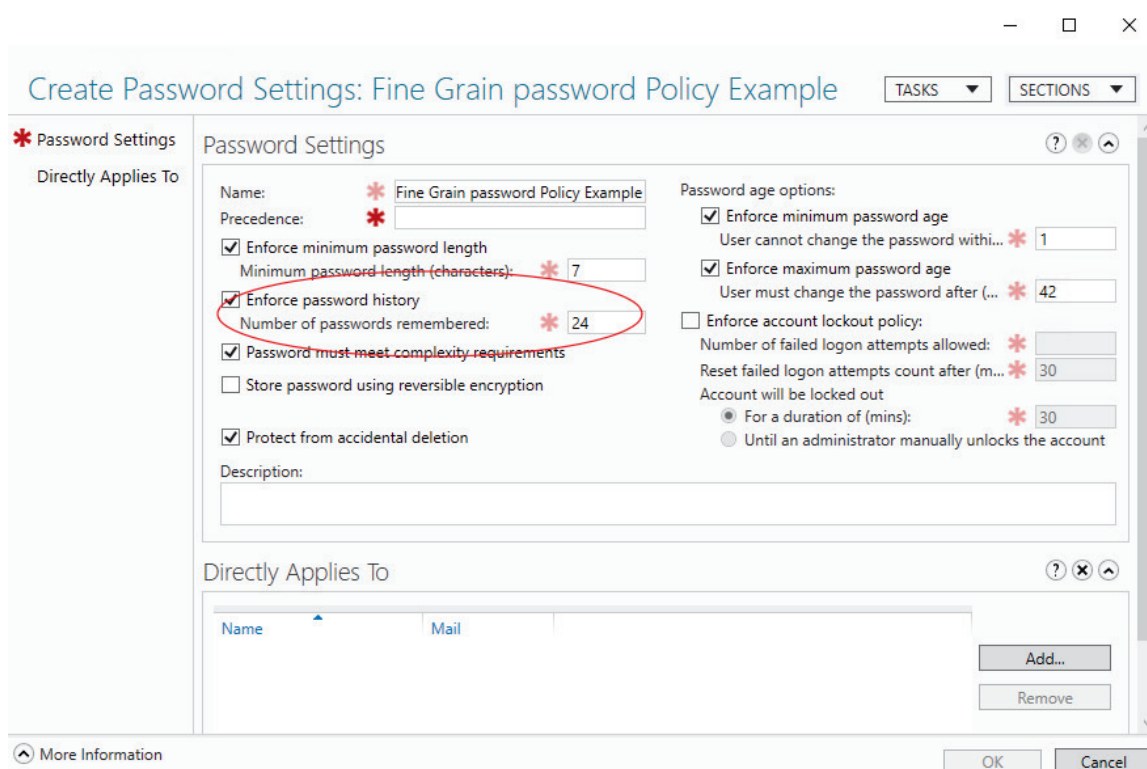 Create Password Settings: Fine Grain password Policy Example
TASKS
SECTIONS
Password Settings
Directly Applies To
Password Settings
Name: Fine Grain password Policy Example
Precedence:
Enforce minimum password length
Minimum password length (characters): 7
Enforce password history
Number of passwords remembered: 24
Password must meet complexity requirements
Store password using reversible encryption
Protect from accidental deletion
Password age options:
Enforce minimum password age
User cannot change the password withi... 1
Enforce maximum password age
User must change the password after (... 42
Enforce account lockout policy:
Number of failed logon attempts allowed:
Reset failed logon attempts count after (m... 30
Account will be locked out
For a duration of (mins): 30
Until an administrator manually unlocks the account
Description:
Directly Applies To
Name Mail
Add...
Remove
More Information
OK Cancel